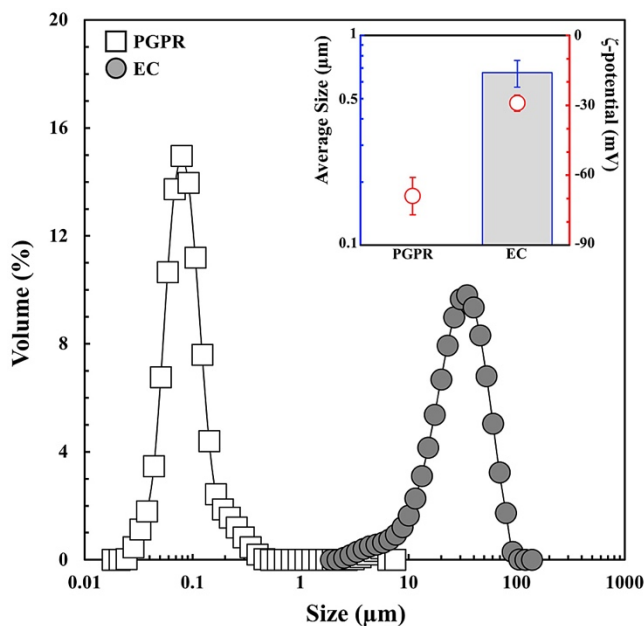 20
16
12
8
4
0
Volume (%)
PGPR
EC
0.01
0.1
1
10
100
1000
Size (µm)
1
0.5
0.1
Average Size (µm)
PGPR
EC
0
-30
-60
-90
ζ-potential (mV)